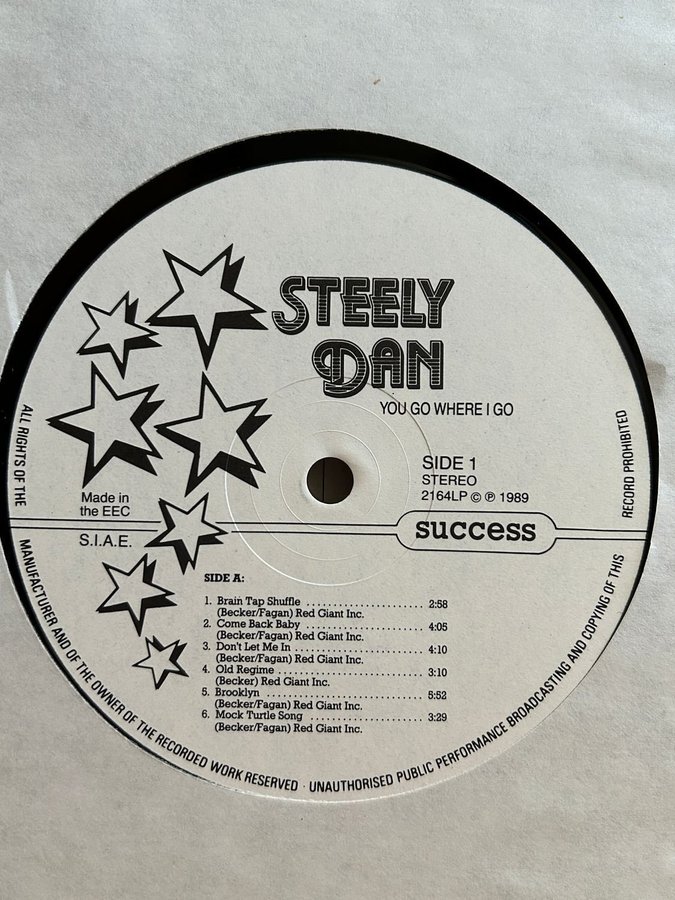 STEELY
DAN
YOU GO WHERE I GO
SIDE 1
STEREO
2164LP © ℗ 1989
Made in
the EEC
success
S.I.A.E.
SIDE A:
1. Brain Tap Shuffle ........................ 2:58
(Becker/Fagan) Red Giant Inc.
2. Come Back Baby ........................ 4:05
(Becker/Fagan) Red Giant Inc.
3. Don't Let Me In ........................ 4:10
(Becker/Fagan) Red Giant Inc.
4. Old Regime ........................ 3:10
(Becker) Red Giant Inc.
5. Brooklyn ........................ 5:52
(Becker/Fagan) Red Giant Inc.
6. Mock Turtle Song ........................ 3:29
(Becker/Fagan) Red Giant Inc.
ALL RIGHTS OF THE MANUFACTURER AND OF THE OWNER OF THE RECORDED WORK RESERVED · UNAUTHORISED PUBLIC PERFORMANCE BROADCASTING AND COPYING OF THIS RECORD PROHIBITED